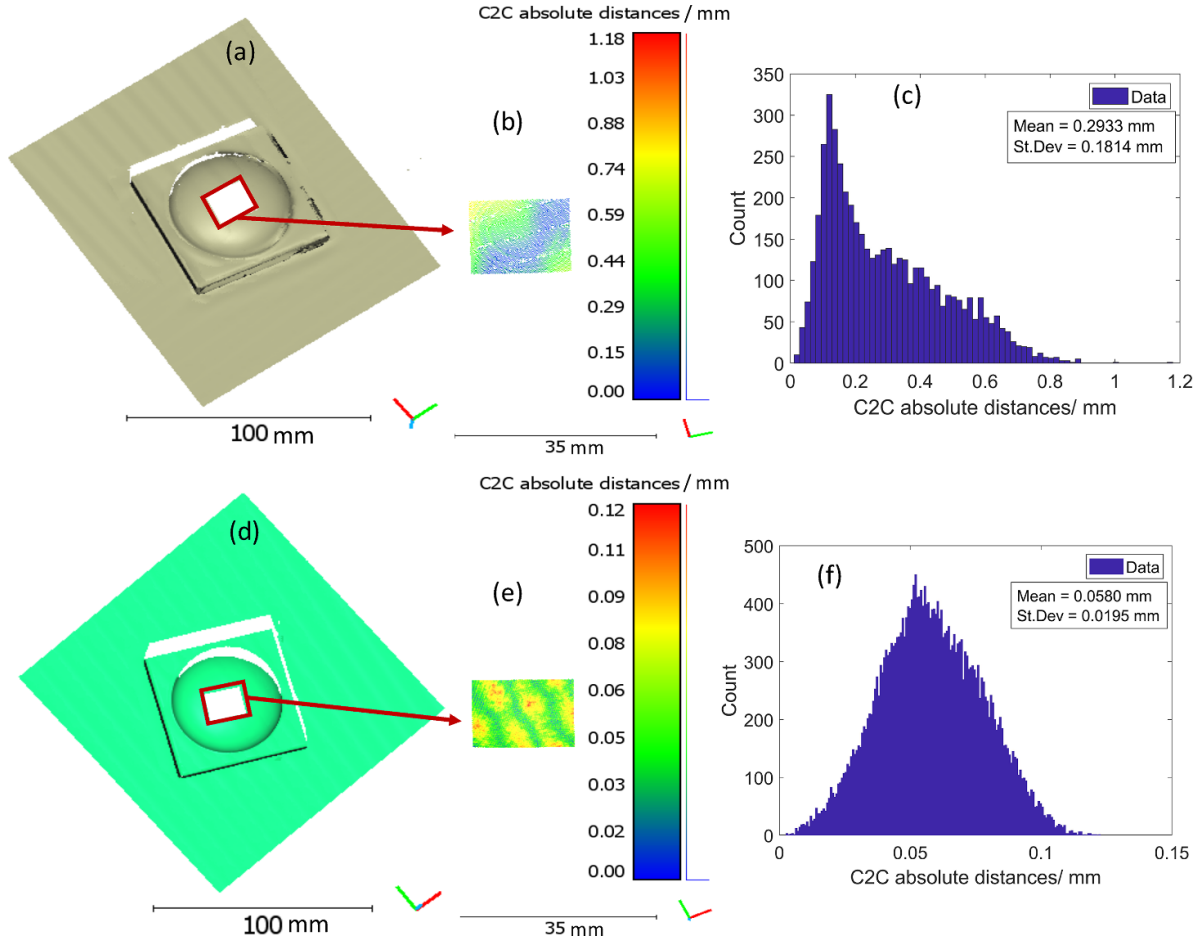 (a)
100 mm
C2C absolute distances / mm
(b)
1.18
1.03
0.88
0.74
0.59
0.44
0.29
0.15
0.00
35 mm
(c)
Data
Mean = 0.2933 mm
St.Dev = 0.1814 mm
Count
350
300
250
200
150
100
50
0
0 0.2 0.4 0.6 0.8 1 1.2
C2C absolute distances/ mm
(d)
100 mm
C2C absolute distances / mm
(e)
0.12
0.11
0.09
0.08
0.06
0.05
0.03
0.02
0.00
35 mm
(f)
Data
Mean = 0.0580 mm
St.Dev = 0.0195 mm
Count
500
400
300
200
100
0
0 0.05 0.1 0.15
C2C absolute distances/ mm